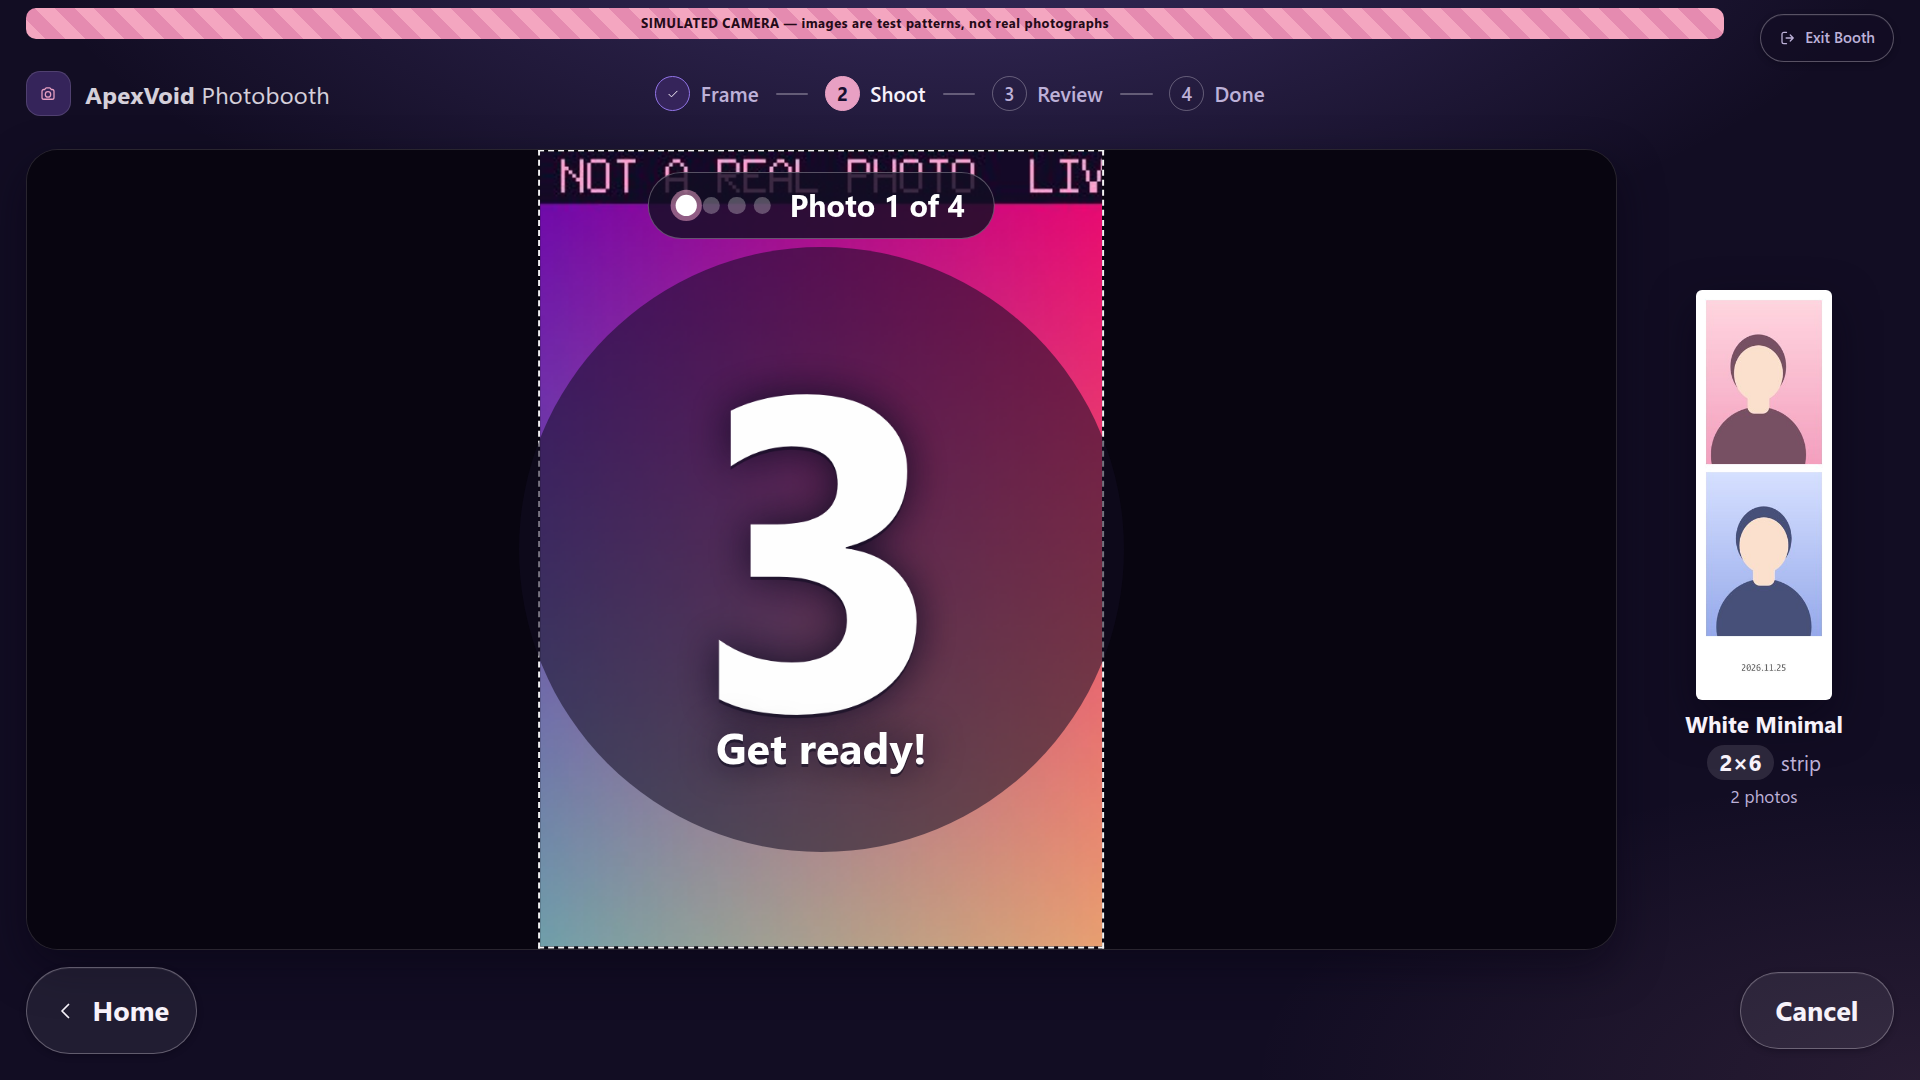 SIMULATED CAMERA — images are test patterns, not real photographs
Exit Booth
ApexVoid Photobooth
Frame
2 Shoot
3 Review
4 Done
NOT A REAL PHOTO LIV
Photo 1 of 4
3
Get ready!
2026.11.25
White Minimal
2×6 strip
2 photos
Home
Cancel